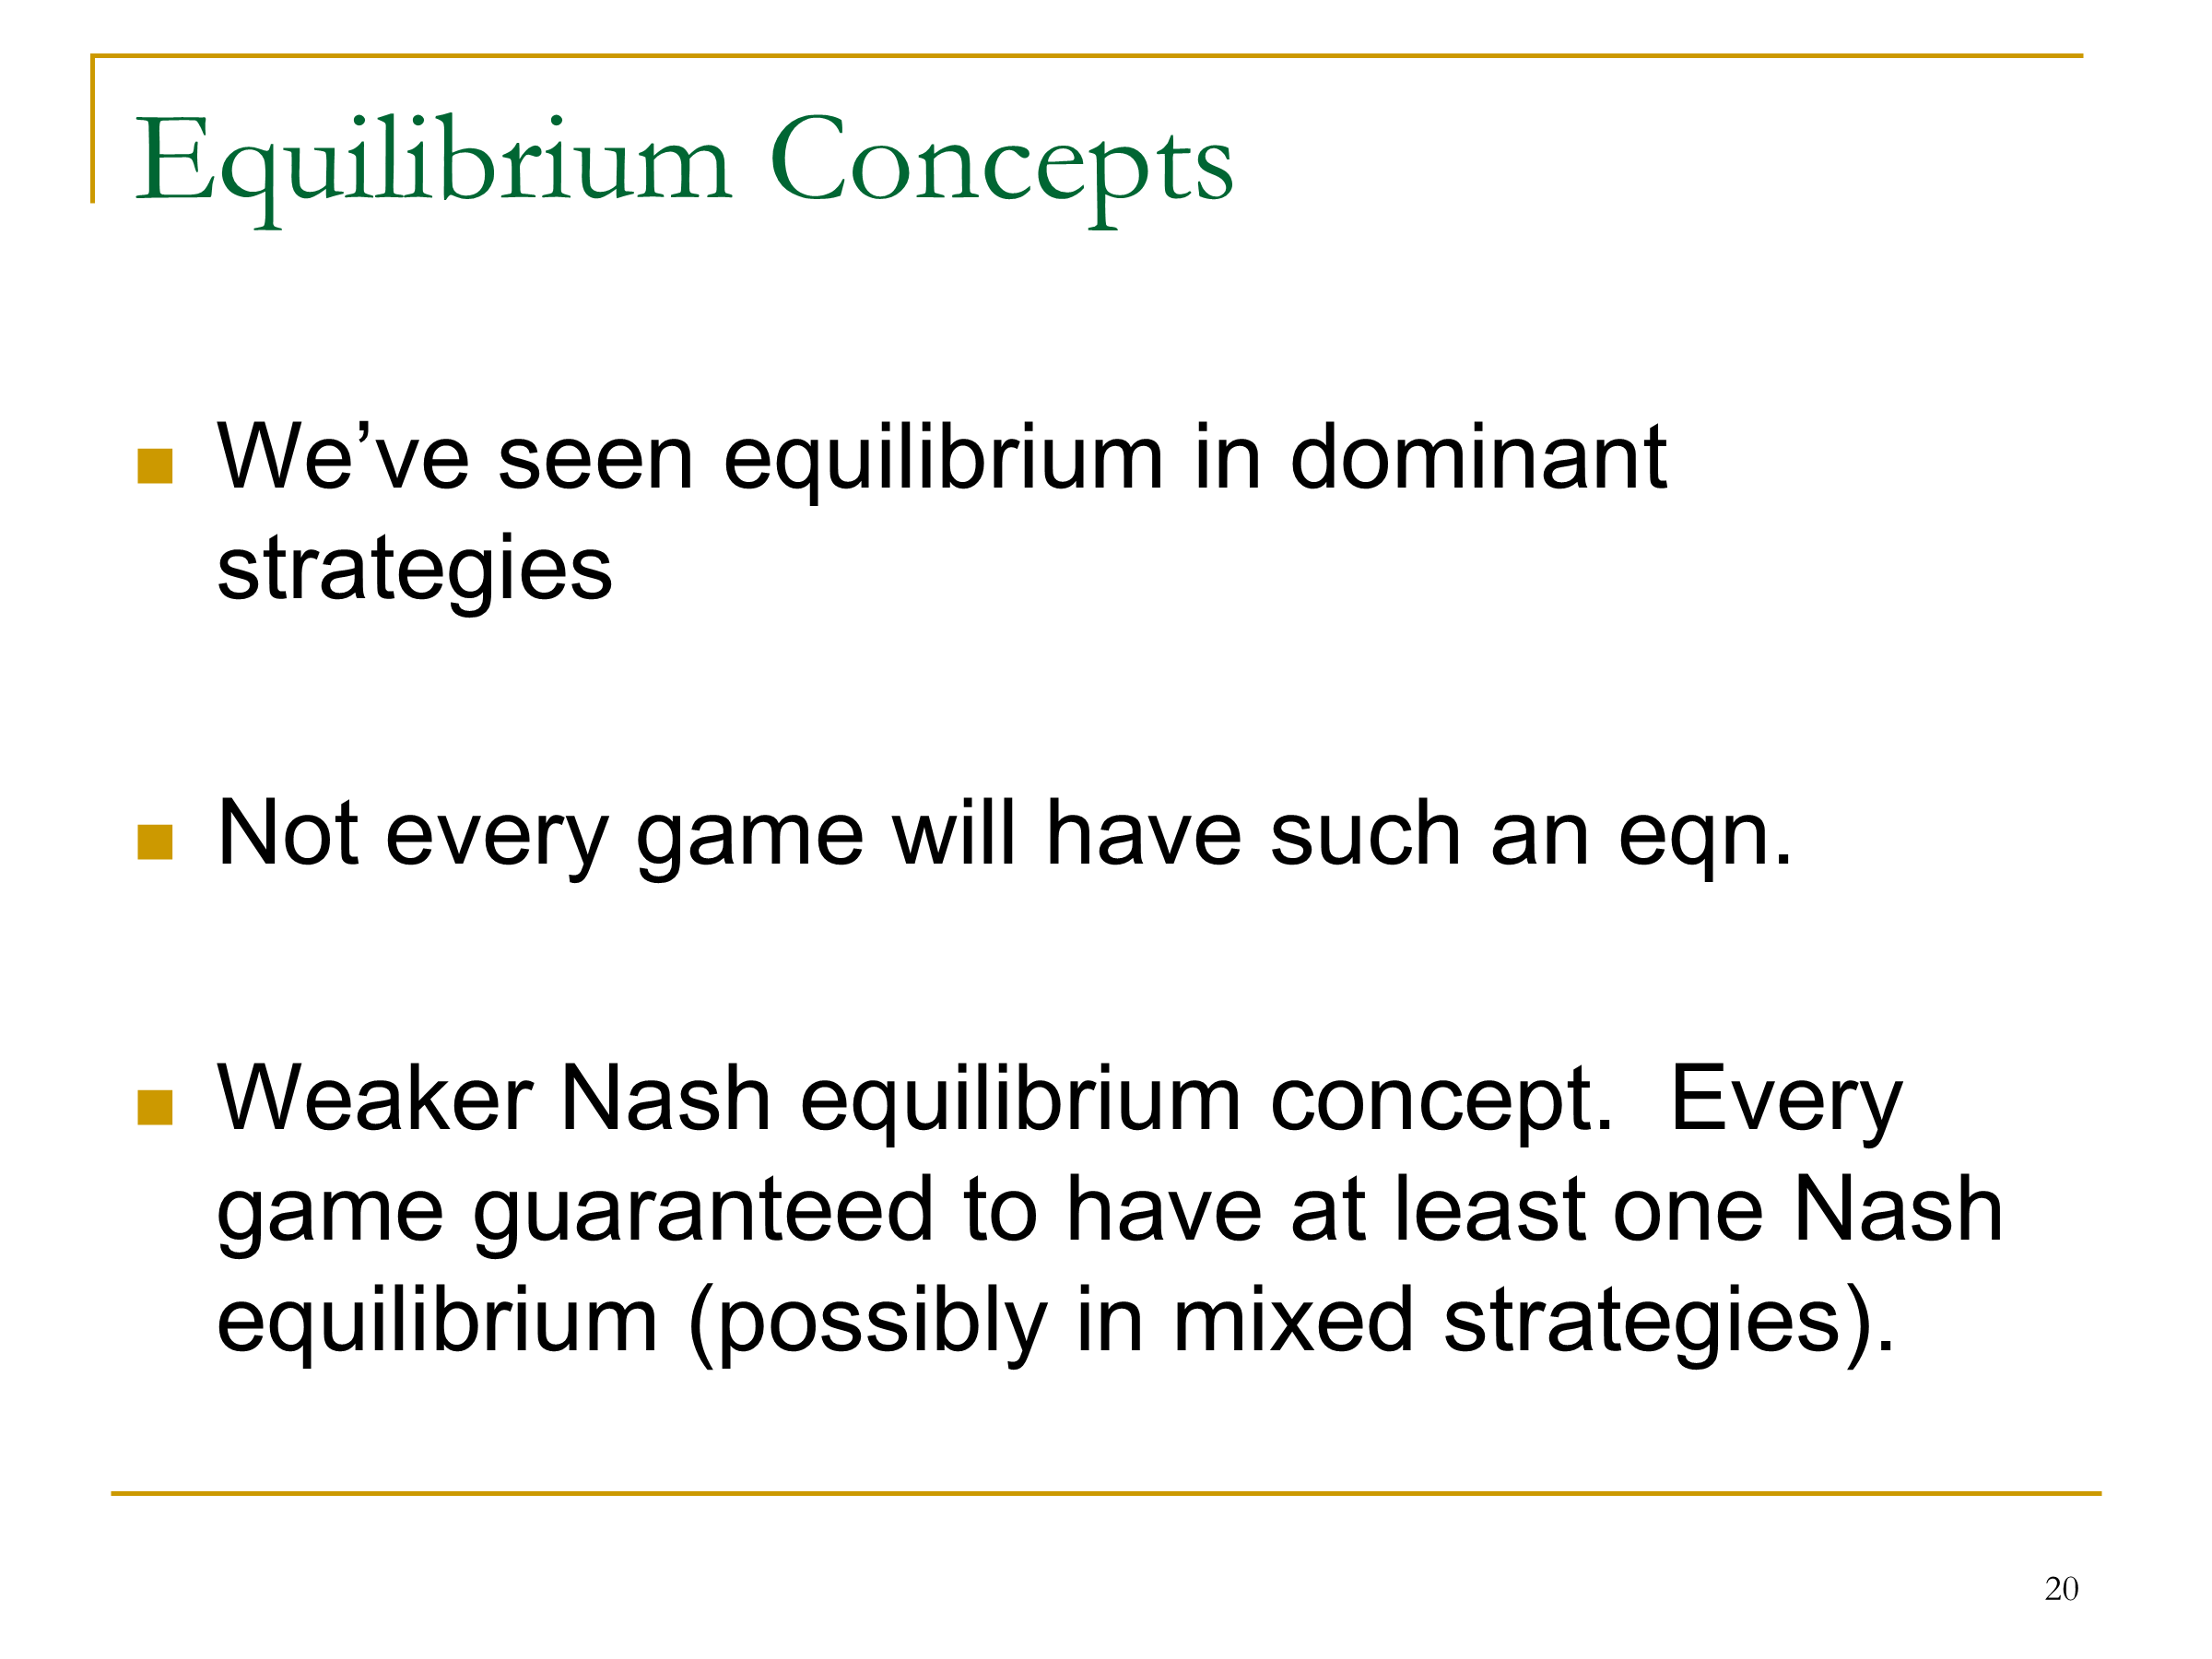 Equilibrium Concepts
We’ve seen equilibrium in dominant
strategies
Not every game will have such an eqn.
Weaker Nash equilibrium concept.  Every
game guaranteed to have at least one Nash
equilibrium (possibly in mixed strategies).
20